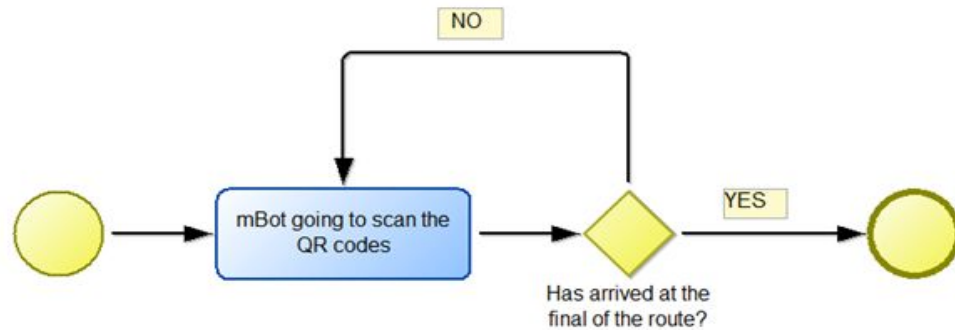 NO
mBot going to scan the
QR codes
YES
Has arrived at the
final of the route?